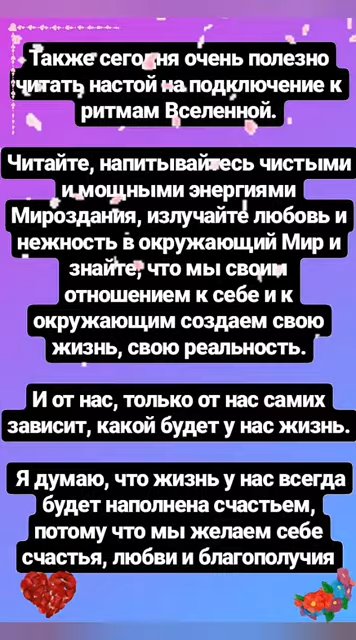 Также сегодня очень полезно
читать настой на подключение к
ритмам Вселенной.
Читайте, напитывайтесь чистыми
и мощными энергиями
Мироздания, излучайте любовь и
нежность в окружающий Мир и
знайте, что мы своим
отношением к себе и к
окружающим создаем свою
жизнь, свою реальность.
И от нас, только от нас самих
зависит, какой будет у нас жизнь.
Я думаю, что жизнь у нас всегда
будет наполнена счастьем,
потому что мы желаем себе
счастья, любви и благополучия